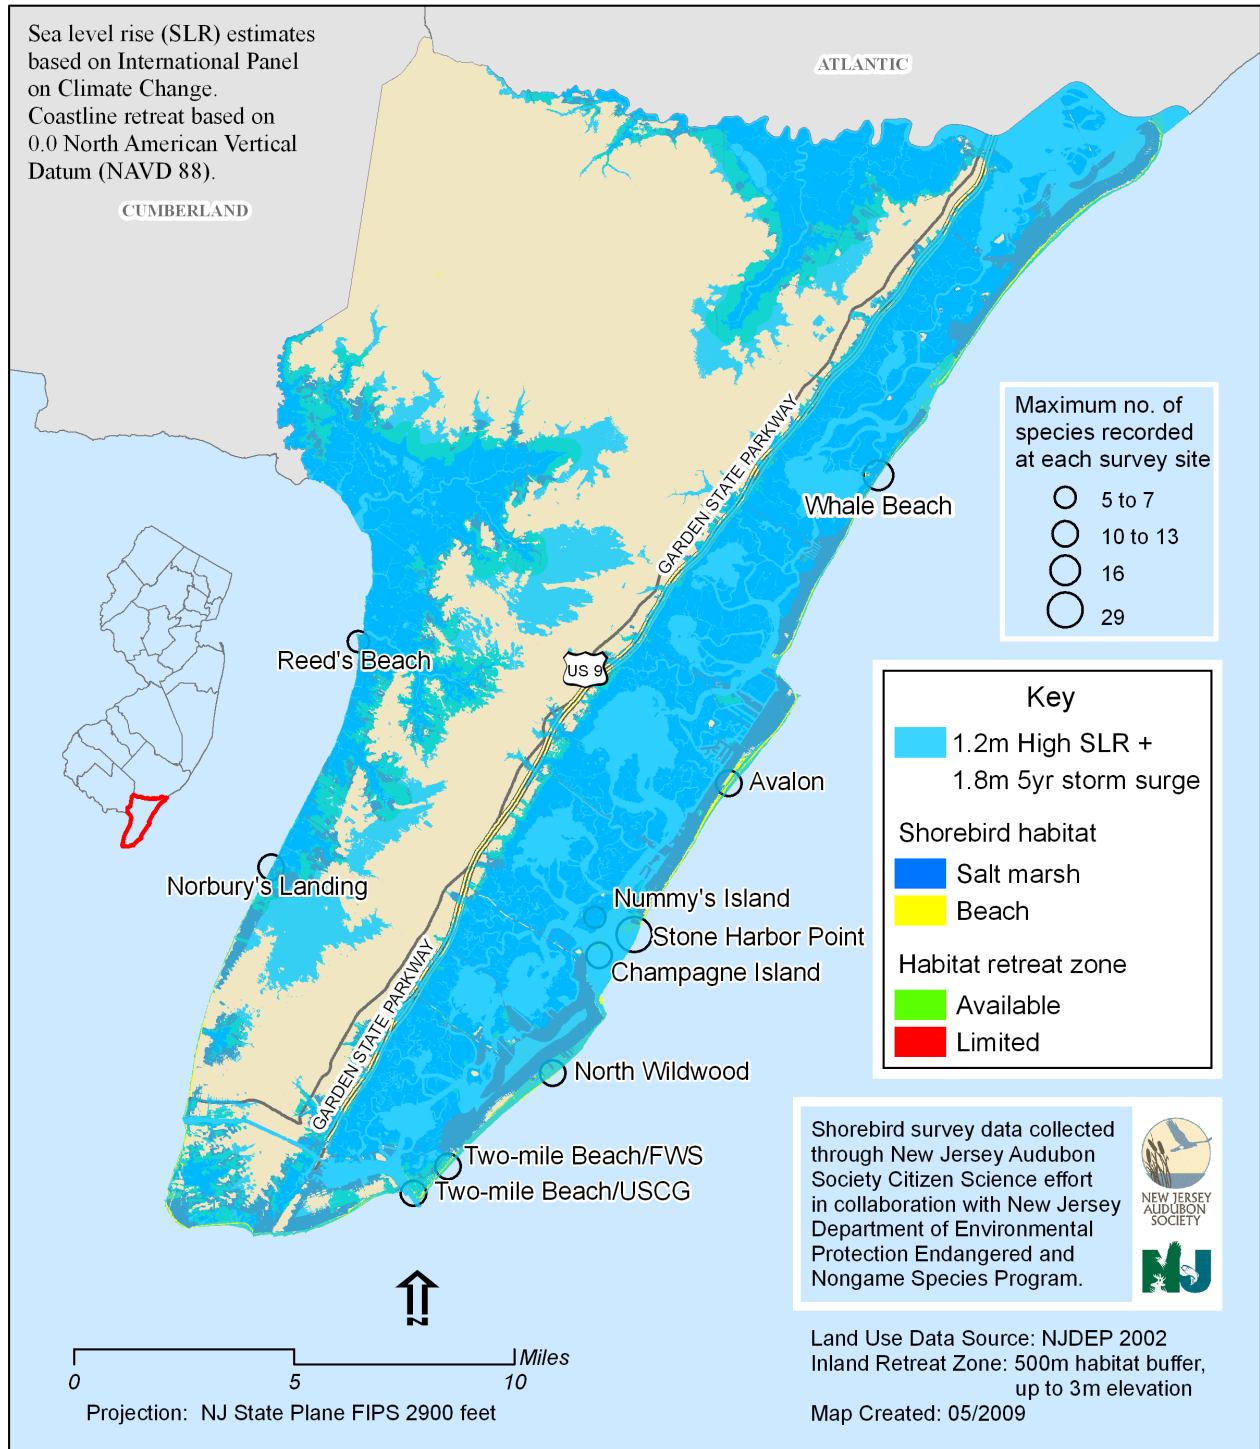 Sea level rise (SLR) estimates
based on International Panel
on Climate Change.
Coastline retreat based on
0.0 North American Vertical
Datum (NAVD 88).
ATLANTIC
CUMBERLAND
Maximum no. of
species recorded
at each survey site
5 to 7
10 to 13
16
29
GARDEN STATE PARKWAY
Whale Beach
Reed's Beach
US 9
Key
1.2m High SLR +
1.8m 5yr storm surge
Shorebird habitat
Salt marsh
Beach
Habitat retreat zone
Available
Limited
Avalon
Norbury's Landing
Nummy's Island
Stone Harbor Point
Champagne Island
GARDEN STATE PARKWAY
North Wildwood
Two-mile Beach/FWS
Two-mile Beach/USCG
Shorebird survey data collected
through New Jersey Audubon
Society Citizen Science effort
in collaboration with New Jersey
Department of Environmental
Protection Endangered and
Nongame Species Program.
NEW JERSEY
AUDUBON
SOCIETY
NJ
N
Miles
0
5
10
Projection: NJ State Plane FIPS 2900 feet
Land Use Data Source: NJDEP 2002
Inland Retreat Zone: 500m habitat buffer,
up to 3m elevation
Map Created: 05/2009